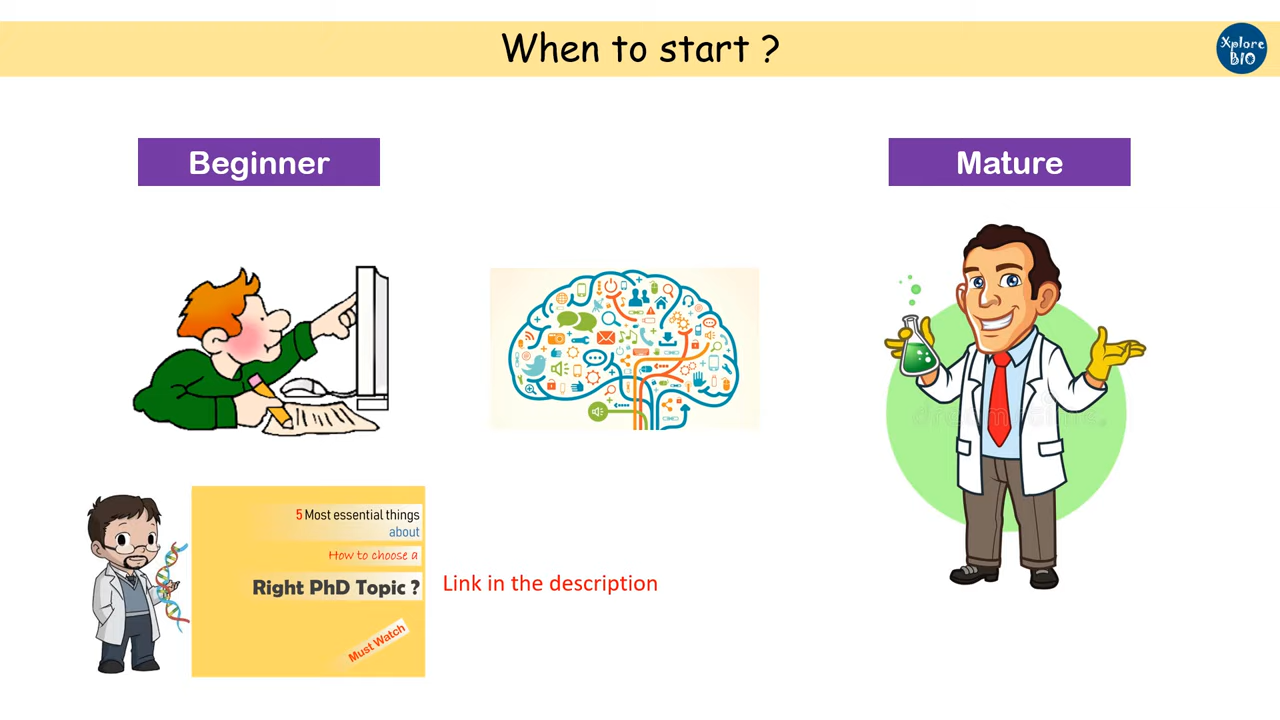 When to start ?
Xplore
BIO
Beginner
Mature
5 Most essential things
about
How to choose a
Right PhD Topic ?
Must Watch
Link in the description